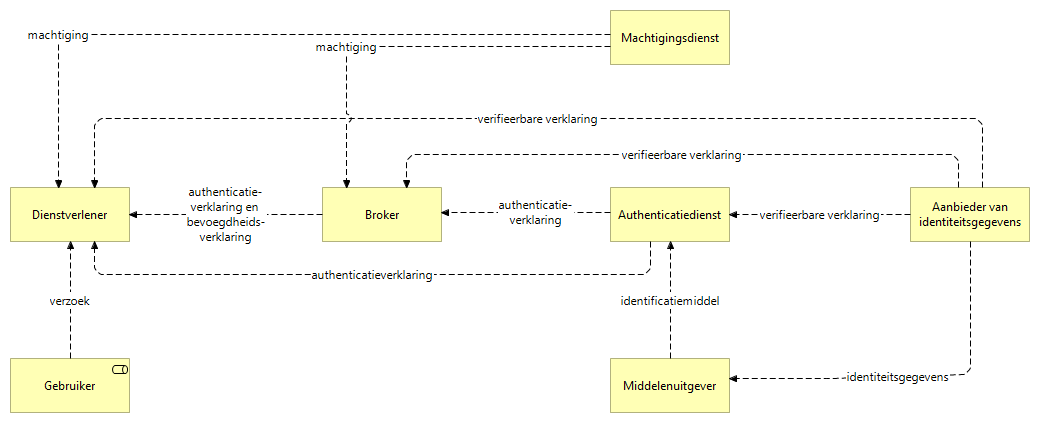 machtiging
Machtigingsdienst
machtiging
verifieerbare verklaring
verifieerbare verklaring
Dienstverlener
authenticatie-
verklaring en
bevoegdheids-
verklaring
Broker
authenticatie-
verklaring
Authenticatiedienst
verifieerbare verklaring
Aanbieder van
identiteitsgegevens
authenticatieverklaring
verzoek
identificatiemiddel
Gebruiker
Middelenuitgever
identiteitsgegevens